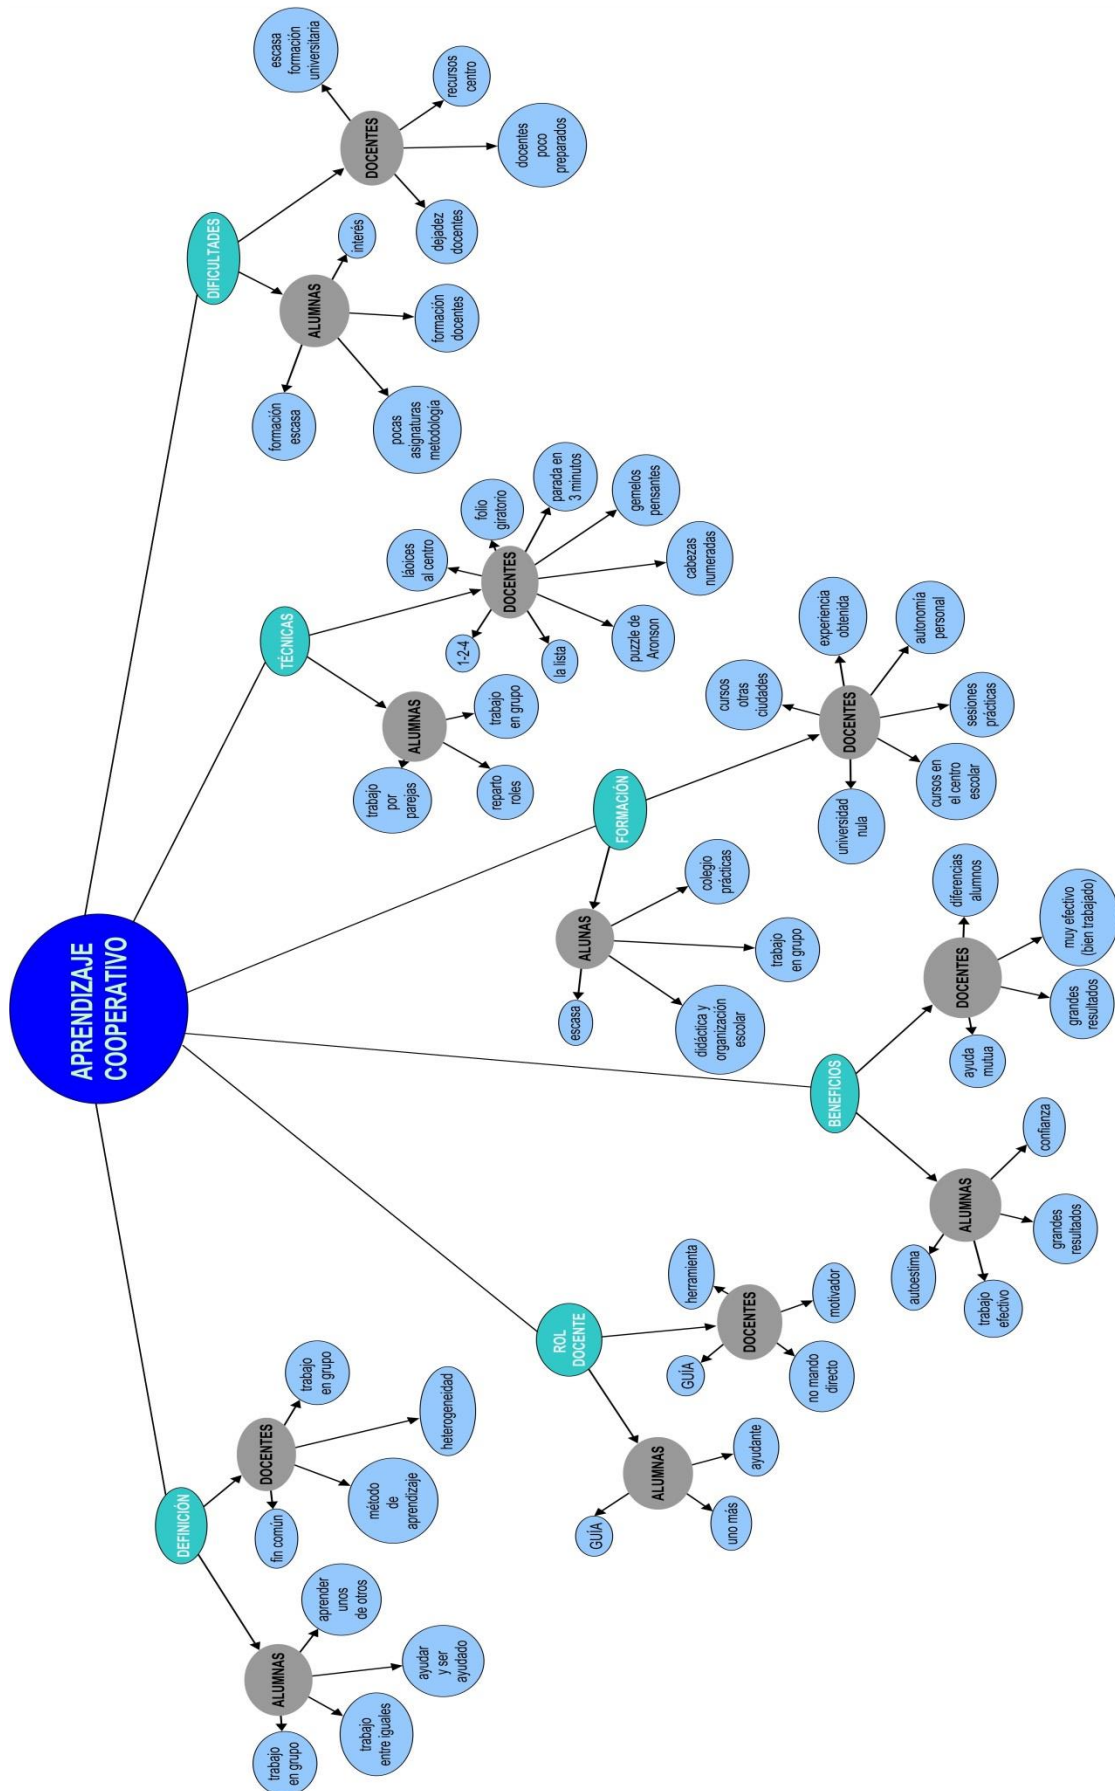 APRENDIZAJE
COOPERATIVO
DEFINICIÓN
ALUMNAS
trabajo
en grupo
trabajo
entre iguales
ayudar
y ser
ayudado
aprender
unos
de otros
DOCENTES
fin común
método
de
aprendizaje
heterogeneidad
trabajo
en grupo
ROL
DOCENTE
ALUMNAS
GUÍA
uno más
ayudante
DOCENTES
GUÍA
no mando
directo
motivador
herramienta
BENEFICIOS
ALUMNAS
autoestima
trabajo
efectivo
grandes
resultados
confianza
DOCENTES
ayuda
mutua
grandes
resultados
muy efectivo
(bien trabajado)
diferencias
alumnos
FORMACIÓN
ALUNAS
escasa
didáctica y
organización
escolar
trabajo
en grupo
colegio
prácticas
DOCENTES
universidad
nula
cursos en
el centro
escolar
sesiones
prácticas
autonomía
personal
experiencia
obtenida
cursos
otras
ciudades
TÉCNICAS
ALUMNAS
trabajo
por
parejas
reparto
roles
trabajo
en grupo
DOCENTES
1-2-4
la lista
puzzle de
Aronson
cabezas
numeradas
gemelos
pensantes
parada en
3 minutos
folio
giratorio
láoices
al centro
DIFICULTADES
ALUMNAS
formación
escasa
pocas
asignaturas
metodología
formación
docentes
interés
DOCENTES
dejadez
docentes
docentes
poco
preparados
recursos
centro
escasa
formación
universitaria